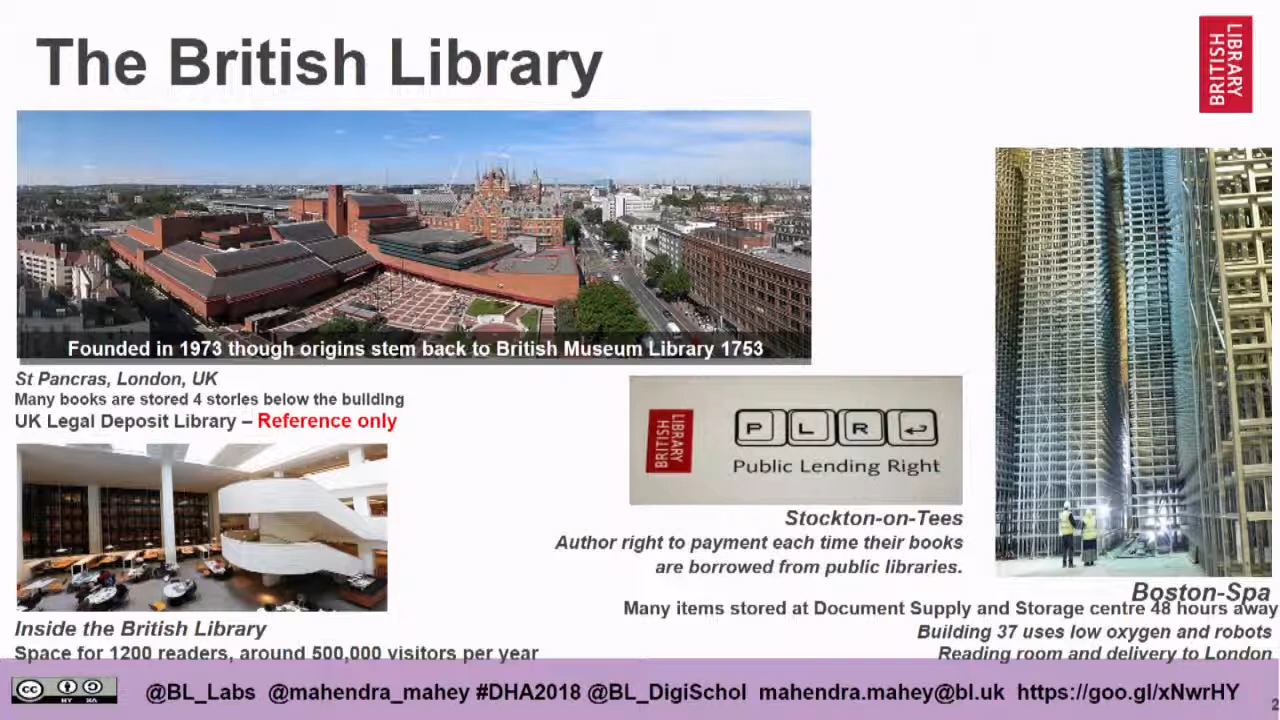 The British Library
BRITISH
LIBRARY
Founded in 1973 though origins stem back to British Museum Library 1753
St Pancras, London, UK
Many books are stored 4 stories below the building
UK Legal Deposit Library – Reference only
BRITISH
LIBRARY
P L R
Public Lending Right
Stockton-on-Tees
Author right to payment each time their books
are borrowed from public libraries.
Boston-Spa
Many items stored at Document Supply and Storage centre 48 hours away
Building 37 uses low oxygen and robots
Reading room and delivery to London
Inside the British Library
Space for 1200 readers, around 500,000 visitors per year
cc
@BL_Labs @mahendra_mahey #DHA2018 @BL_DigiSchol mahendra.mahey@bl.uk https://goo.gl/xNwrHY
2